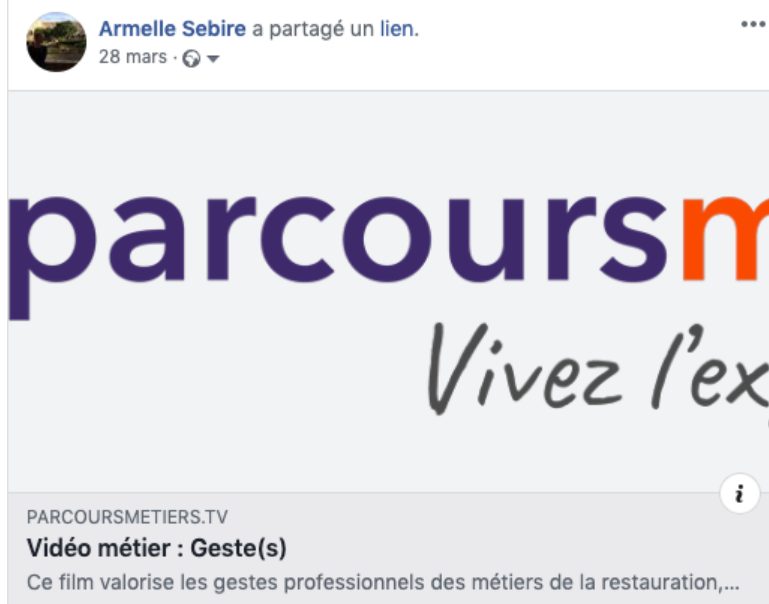 Armelle Sebire a partagé un lien.
28 mars ·
parcoursm
Vivez l'ex
i
PARCOURSMETIERS.TV
Vidéo métier : Geste(s)
Ce film valorise les gestes professionnels des métiers de la restauration,...